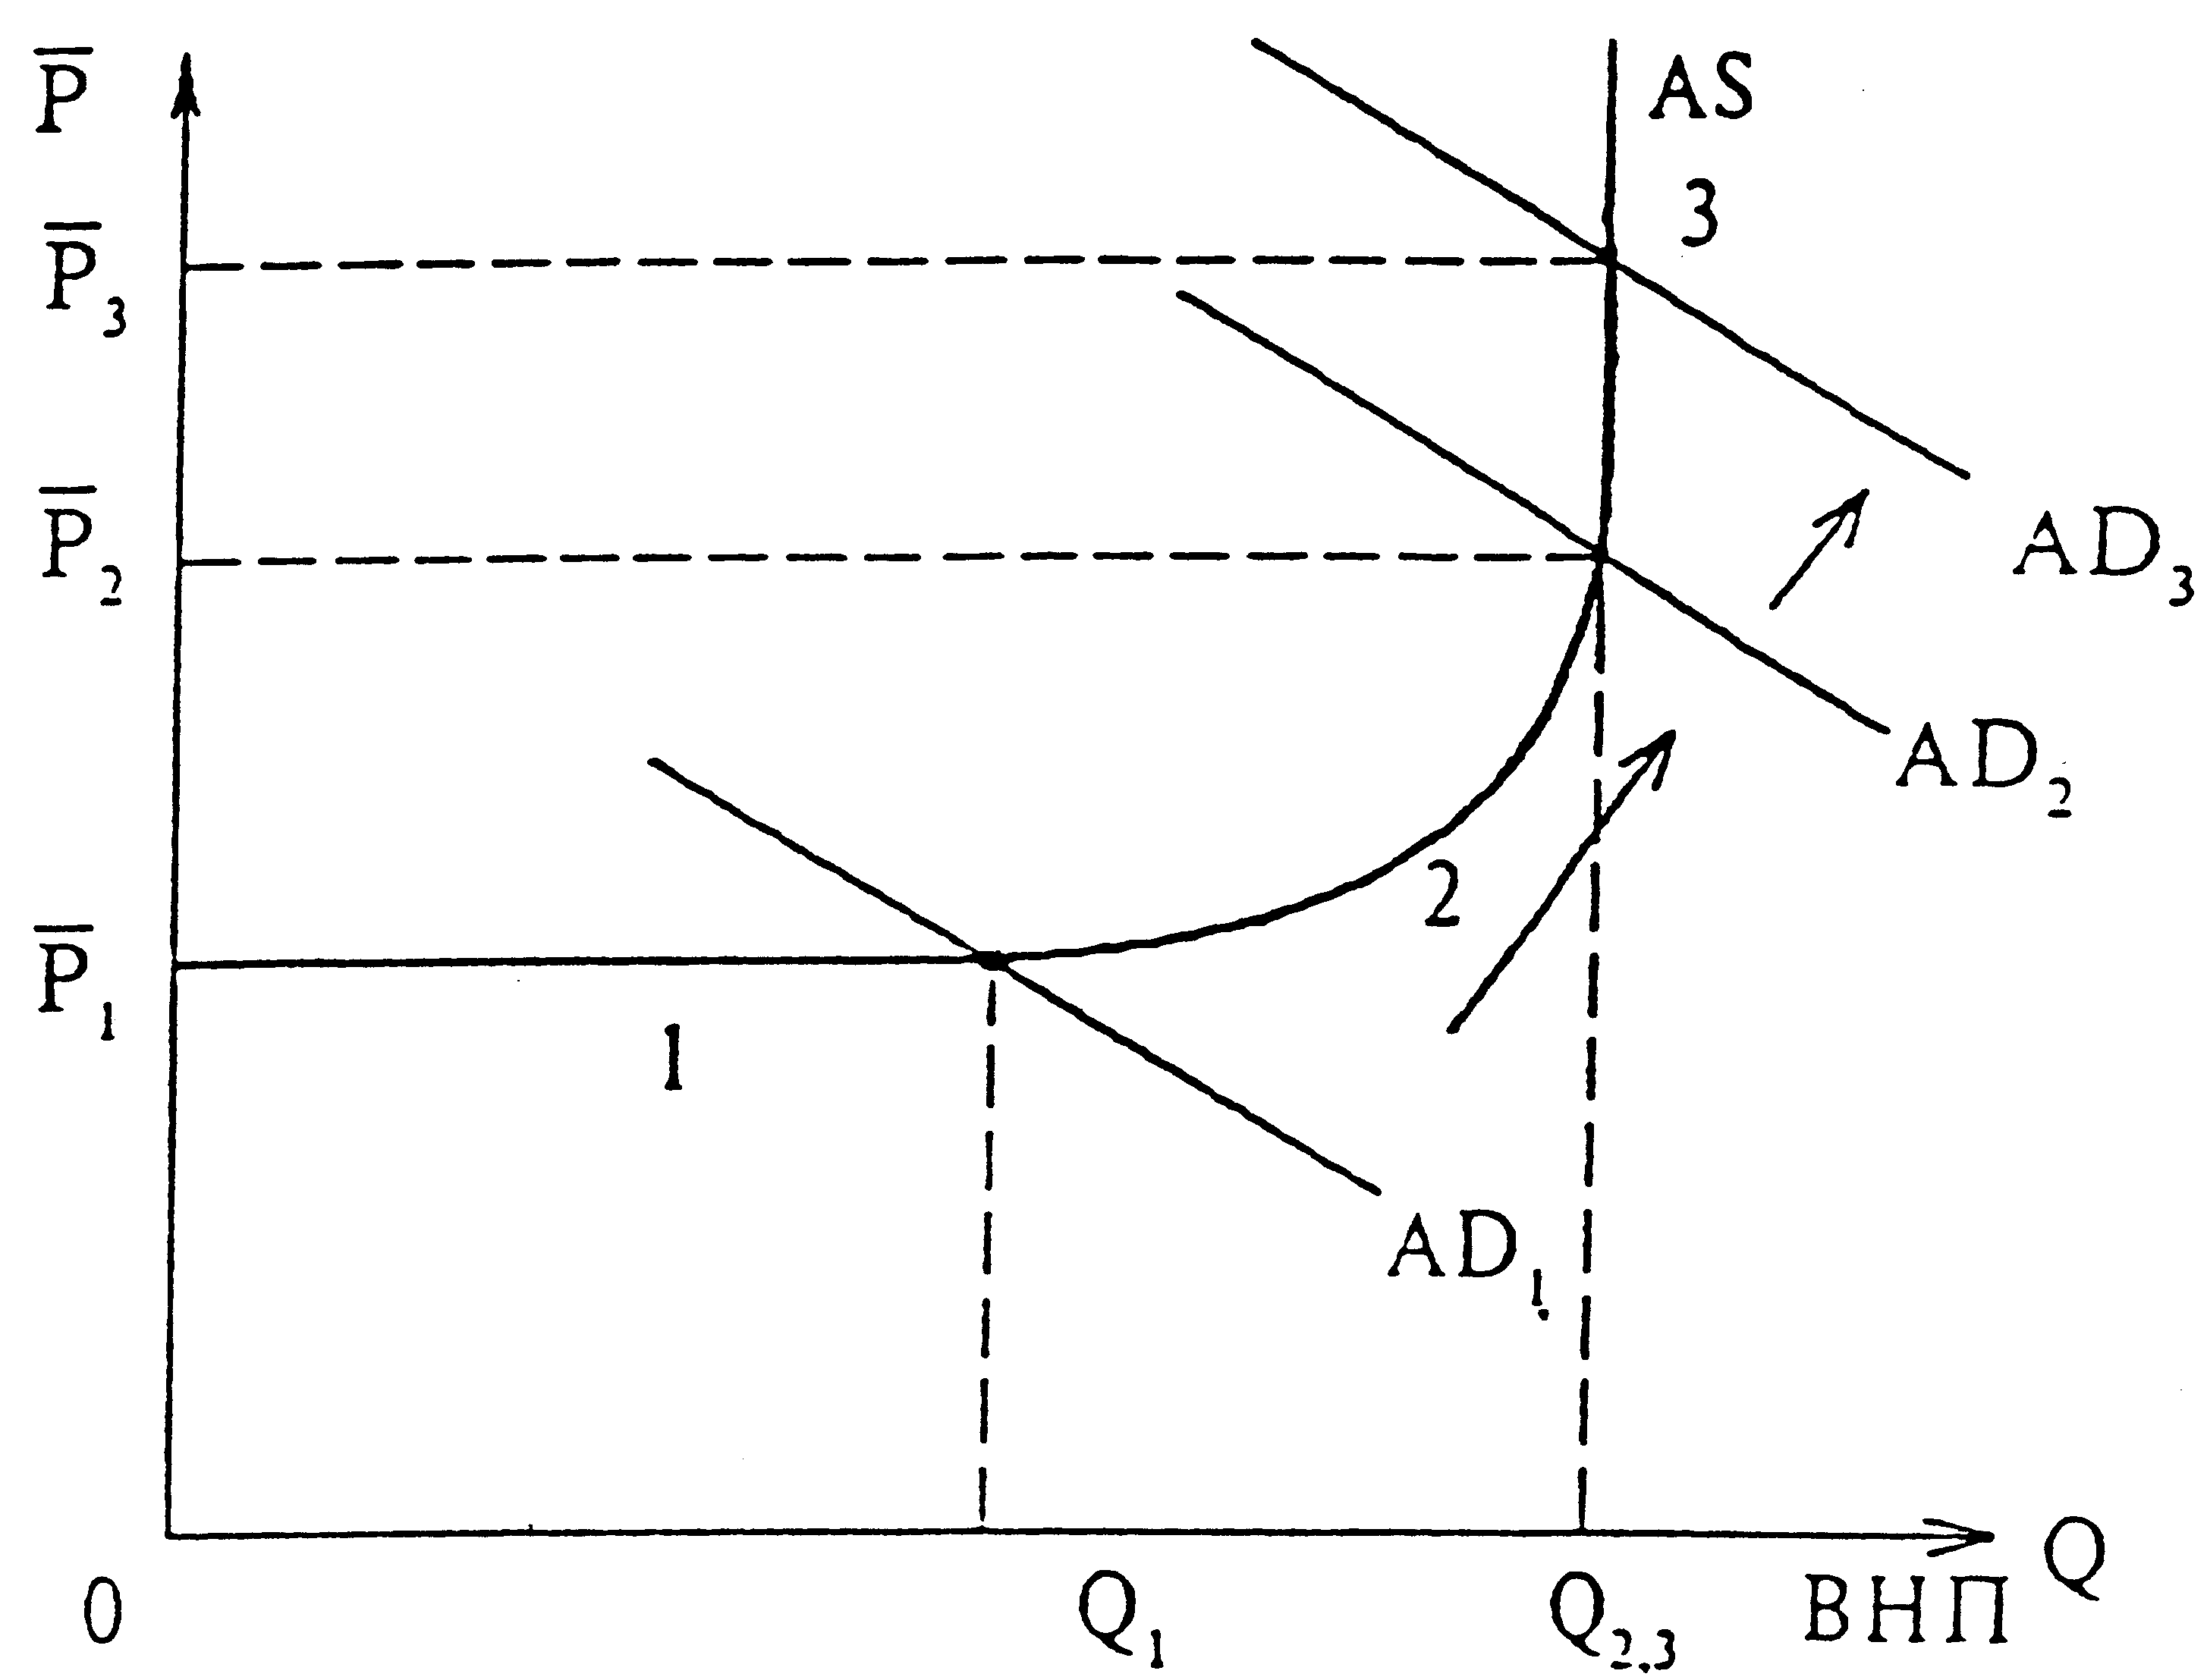 P̅
AS
3
P̅₃
P̅₂
AD₃
AD₂
2
P̅₁
1
AD₁
Q
0
Q₁
Q₂,₃
ВНП